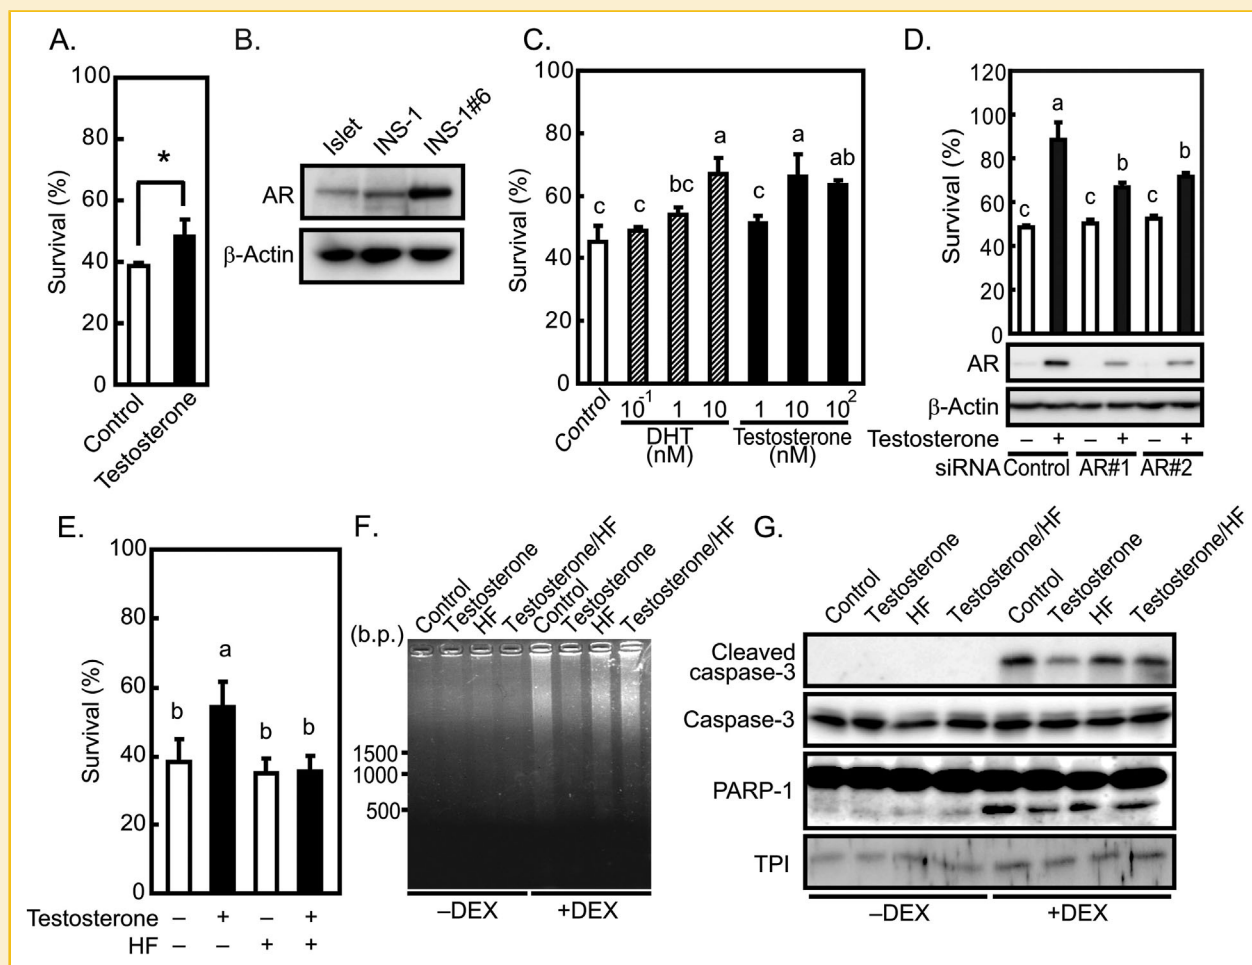 A.
100
80
60
40
20
0
Survival (%)
*
Control
Testosterone
B.
Islet
INS-1
INS-1#6
AR
β-Actin
C.
100
80
60
40
20
0
Survival (%)
c
c
bc
a
c
a
ab
Control
10⁻¹ 1 10
DHT
(nM)
1 10 10²
Testosterone
(nM)
D.
120
100
80
60
40
20
0
Survival (%)
c
a
c
b
c
b
AR
β-Actin
Testosterone – + – + – +
siRNA Control AR#1 AR#2
E.
100
80
60
40
20
0
Survival (%)
b
a
b
b
Testosterone – + – +
HF – – + +
F.
Control
Testosterone
HF
Testosterone/HF
Control
Testosterone
HF
Testosterone/HF
(b.p.)
1500
1000
500
–DEX
+DEX
G.
Control
Testosterone
HF
Testosterone/HF
Control
Testosterone
HF
Testosterone/HF
Cleaved
caspase-3
Caspase-3
PARP-1
TPI
–DEX
+DEX